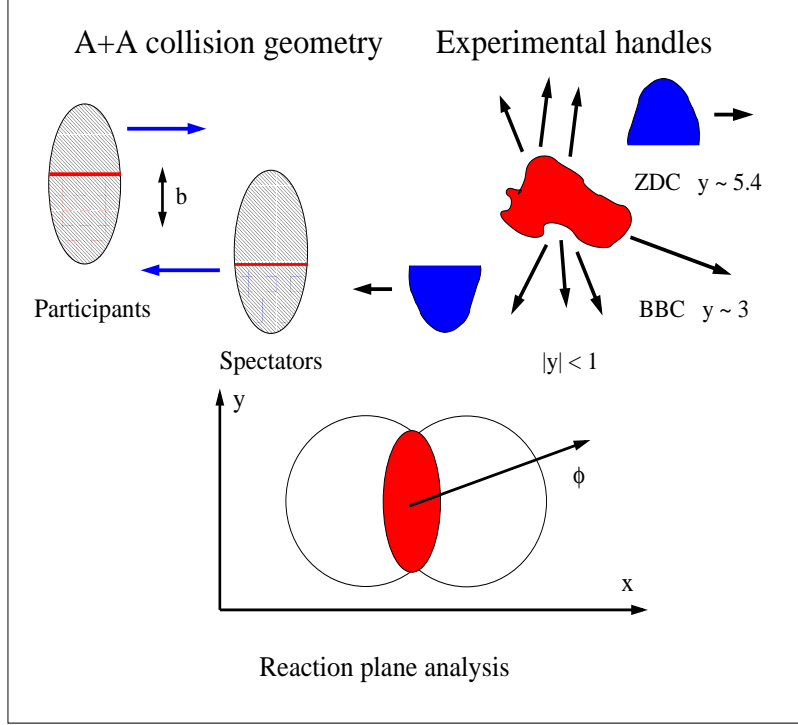 A+A collision geometry
Experimental handles
b
ZDC y ~ 5.4
Participants
BBC y ~ 3
Spectators
|y| < 1
y
ϕ
x
Reaction plane analysis